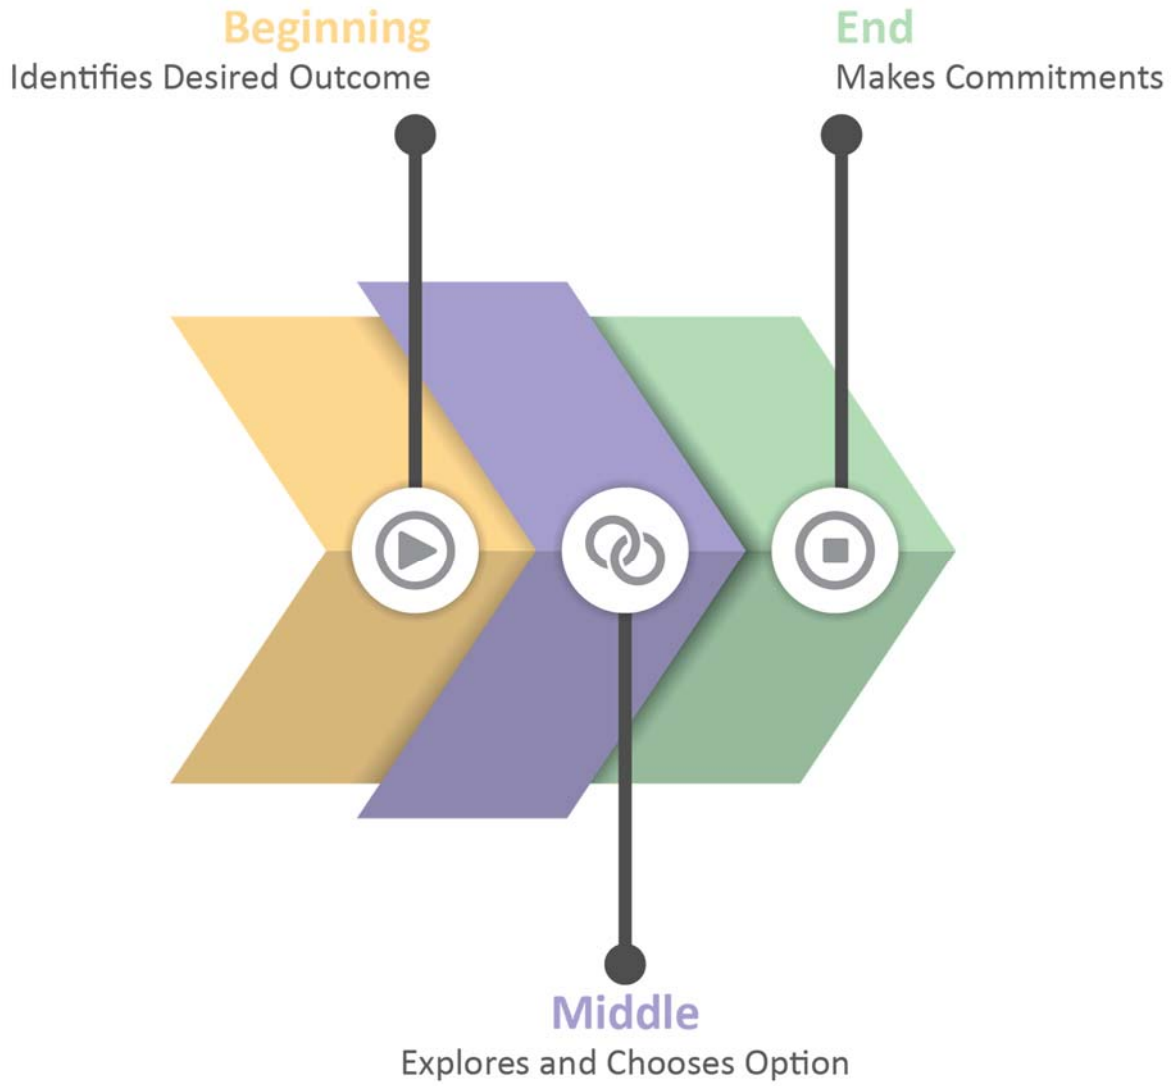 Beginning
Identifies Desired Outcome
End
Makes Commitments
Middle
Explores and Chooses Option